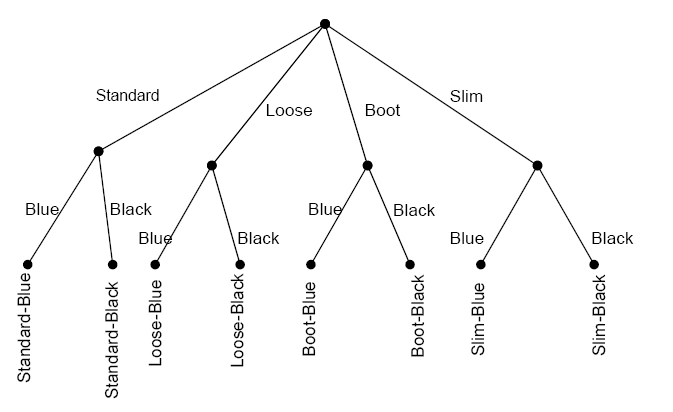 Standard
Loose
Boot
Slim
Blue
Black
Blue
Black
Blue
Black
Blue
Black
Standard-Blue
Standard-Black
Loose-Blue
Loose-Black
Boot-Blue
Boot-Black
Slim-Blue
Slim-Black